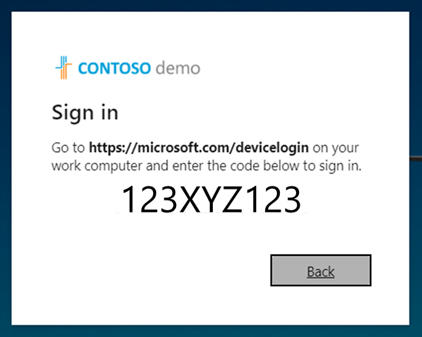 CONTOSO demo
Sign in
Go to https://microsoft.com/devicelogin on your
work computer and enter the code below to sign in.
123XYZ123
Back